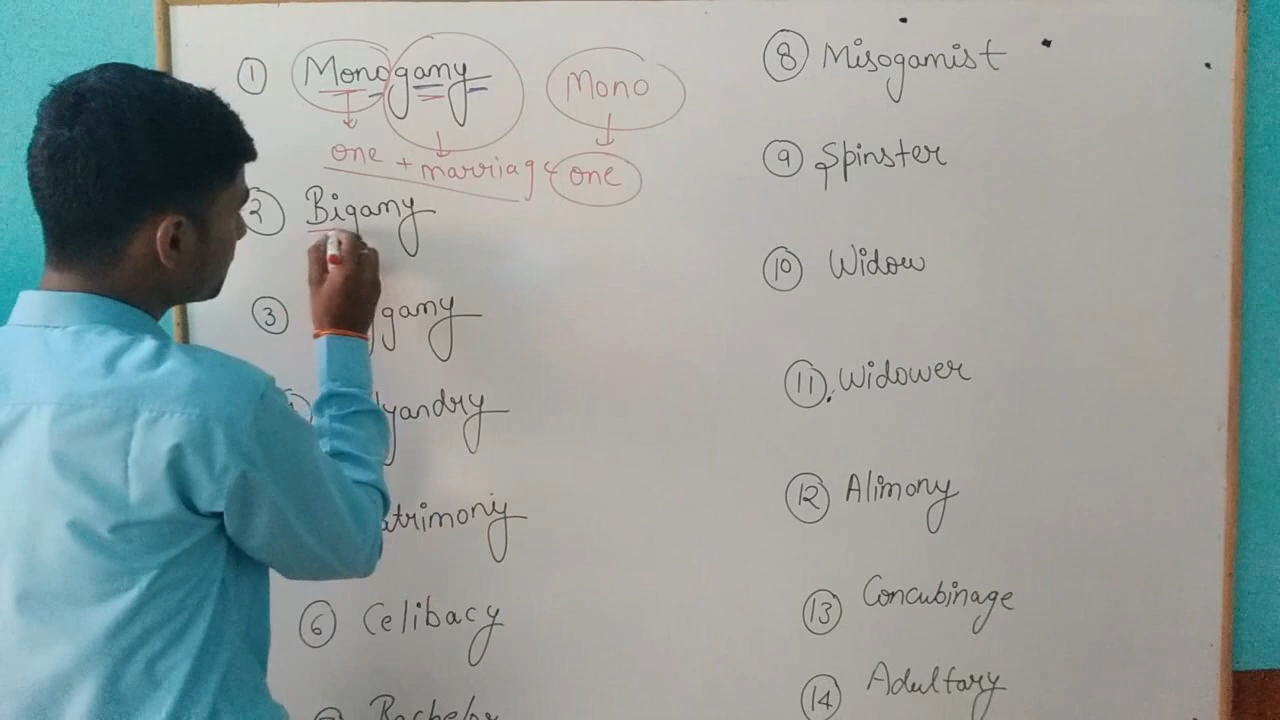 1 Monogamy Mono
one + marriage one
2 Bigamy
3 gamy
yandry
trimony
6 Celibacy
Bachelor
8 Misogamist
9 Spinster
10 Widow
11. Widower
12 Alimony
13 Concubinage
14 Adultary